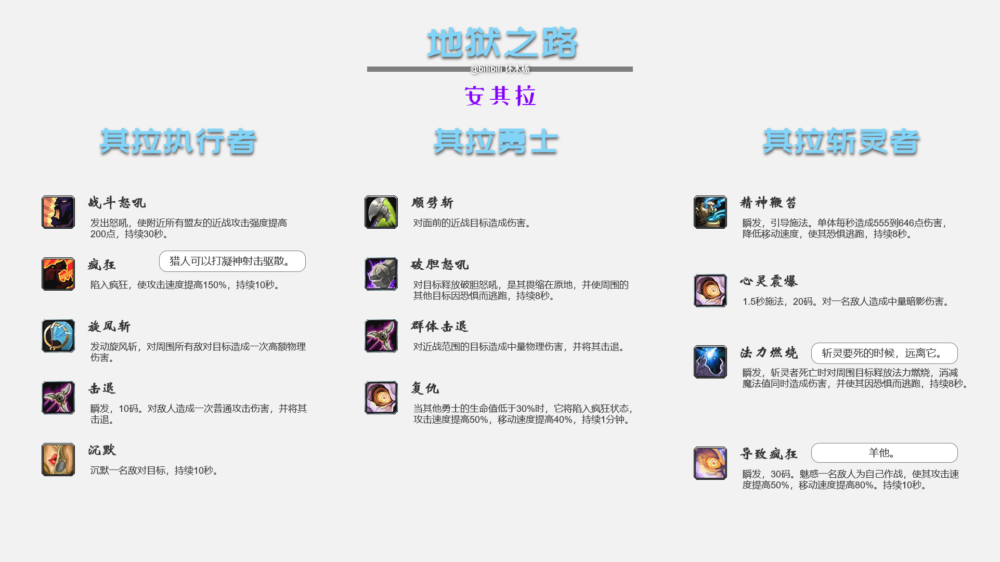 地狱之路
@bilibili 坏木杨
安其拉
其拉执行者
战斗怒吼
发出怒吼，使附近所有盟友的近战攻击强度提高
200点，持续30秒。
疯狂
猎人可以打凝神射击驱散。
陷入疯狂，使攻击速度提高150%，持续10秒。
旋风斩
发动旋风斩，对周围所有敌对目标造成一次高额物理
伤害。
击退
瞬发，10码。对敌人造成一次普通攻击伤害，并将其
击退。
沉默
沉默一名敌对目标，持续10秒。
其拉勇士
顺劈斩
对面前的近战目标造成伤害。
破胆怒吼
对目标释放破胆怒吼，是其畏缩在原地，并使周围的
其他目标因恐惧而逃跑，持续8秒。
群体击退
对近战范围的目标造成中量物理伤害，并将其击退。
复仇
当其他勇士的生命值低于30%时，它将陷入疯狂状态，
攻击速度提高50%，移动速度提高40%，持续1分钟。
其拉斩灵者
精神鞭笞
瞬发，引导施法。单体每秒造成555到646点伤害，
降低移动速度，使其恐惧逃跑，持续8秒。
心灵震爆
1.5秒施法，20码。对一名敌人造成中量暗影伤害。
法力燃烧
斩灵要死的时候，远离它。
瞬发，斩灵者死亡时对周围目标释放法力燃烧，消减
魔法值同时造成伤害，并使其因恐惧而逃跑，持续8秒。
导致疯狂
羊他。
瞬发，30码。魅惑一名敌人为自己作战，使其攻击速
度提高50%，移动速度提高80%。持续10秒。